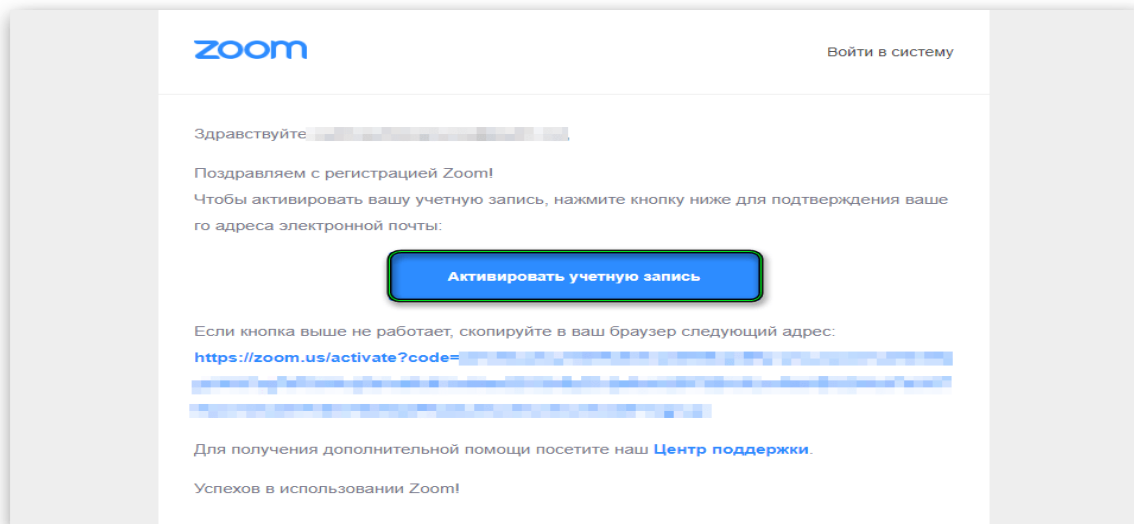 zoom
Войти в систему
Здравствуйте
Поздравляем с регистрацией Zoom!
Чтобы активировать вашу учетную запись, нажмите кнопку ниже для подтверждения ваше
го адреса электронной почты:
Активировать учетную запись
Если кнопка выше не работает, скопируйте в ваш браузер следующий адрес:
https://zoom.us/activate?code=
Для получения дополнительной помощи посетите наш Центр поддержки.
Успехов в использовании Zoom!